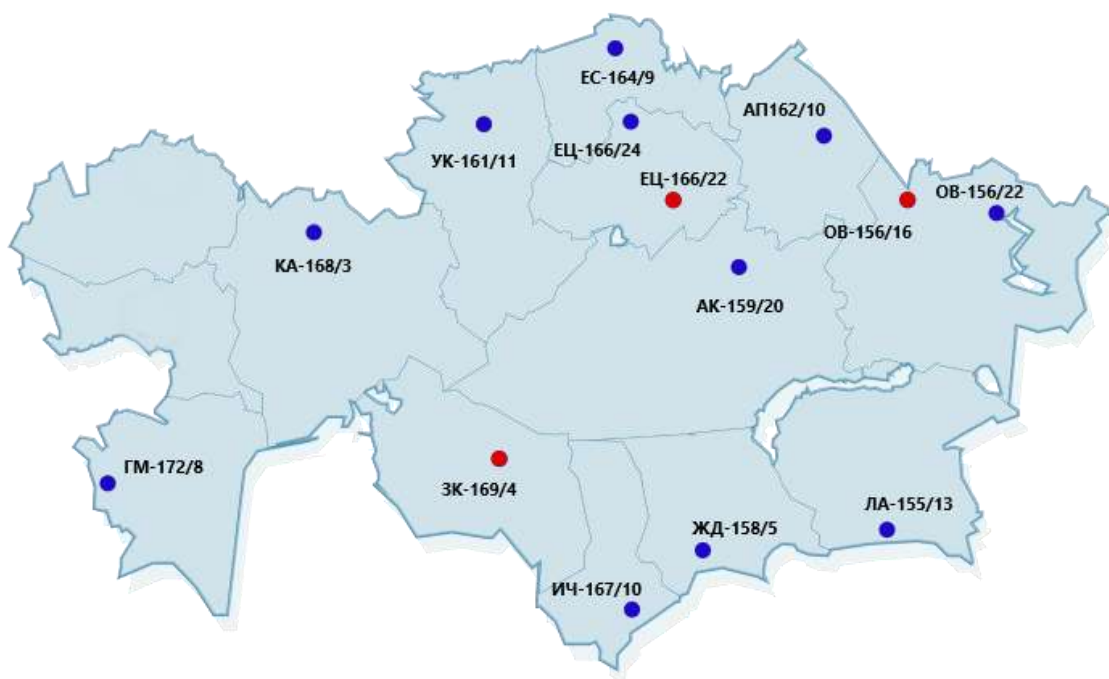 ЕС-164/9
АП162/10
ЕЦ-166/24
УК-161/11
ЕЦ-166/22
ОВ-156/22
ОВ-156/16
КА-168/3
АК-159/20
ГМ-172/8
ЗК-169/4
ЛА-155/13
ЖД-158/5
ИЧ-167/10